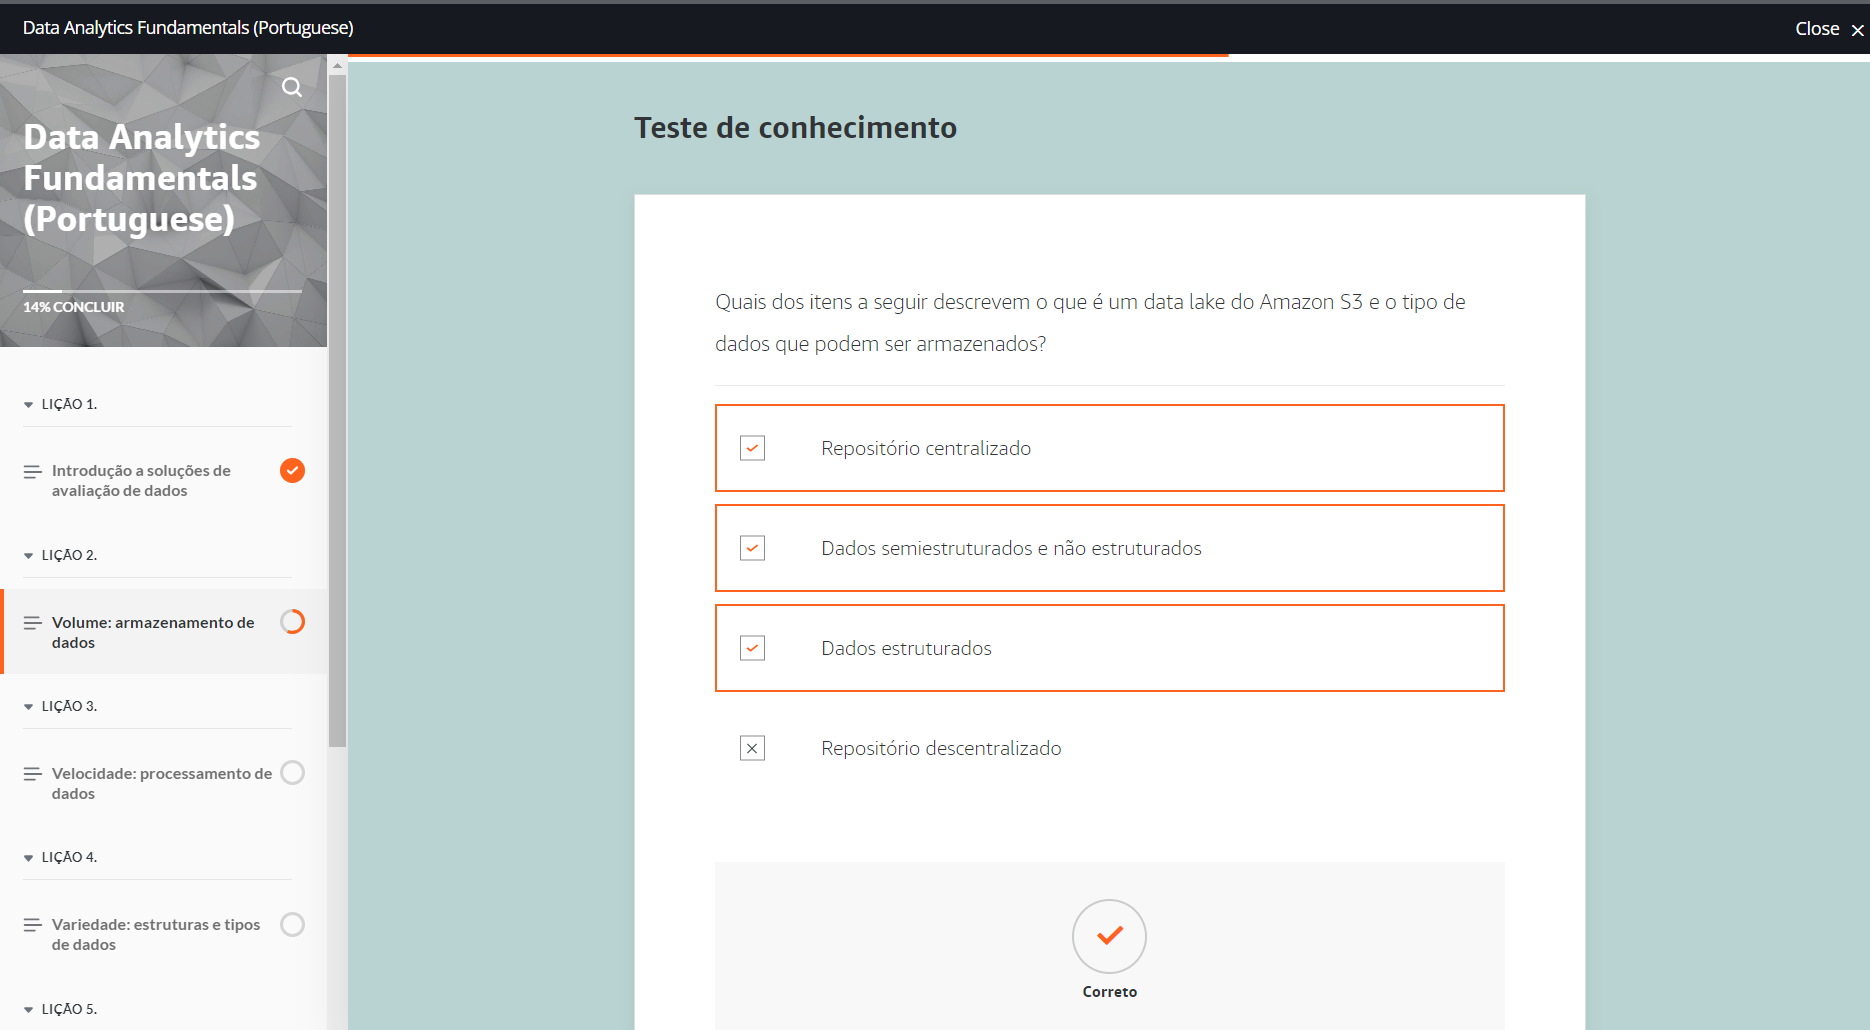 Data Analytics Fundamentals (Portuguese)
Close
Data Analytics
Fundamentals
(Portuguese)
14% CONCLUIR
LIÇÃO 1.
Introdução a soluções de
avaliação de dados
LIÇÃO 2.
Volume: armazenamento de
dados
LIÇÃO 3.
Velocidade: processamento de
dados
LIÇÃO 4.
Variedade: estruturas e tipos
de dados
LIÇÃO 5.
Teste de conhecimento
Quais dos itens a seguir descrevem o que é um data lake do Amazon S3 e o tipo de
dados que podem ser armazenados?
Repositório centralizado
Dados semiestruturados e não estruturados
Dados estruturados
Repositório descentralizado
Correto